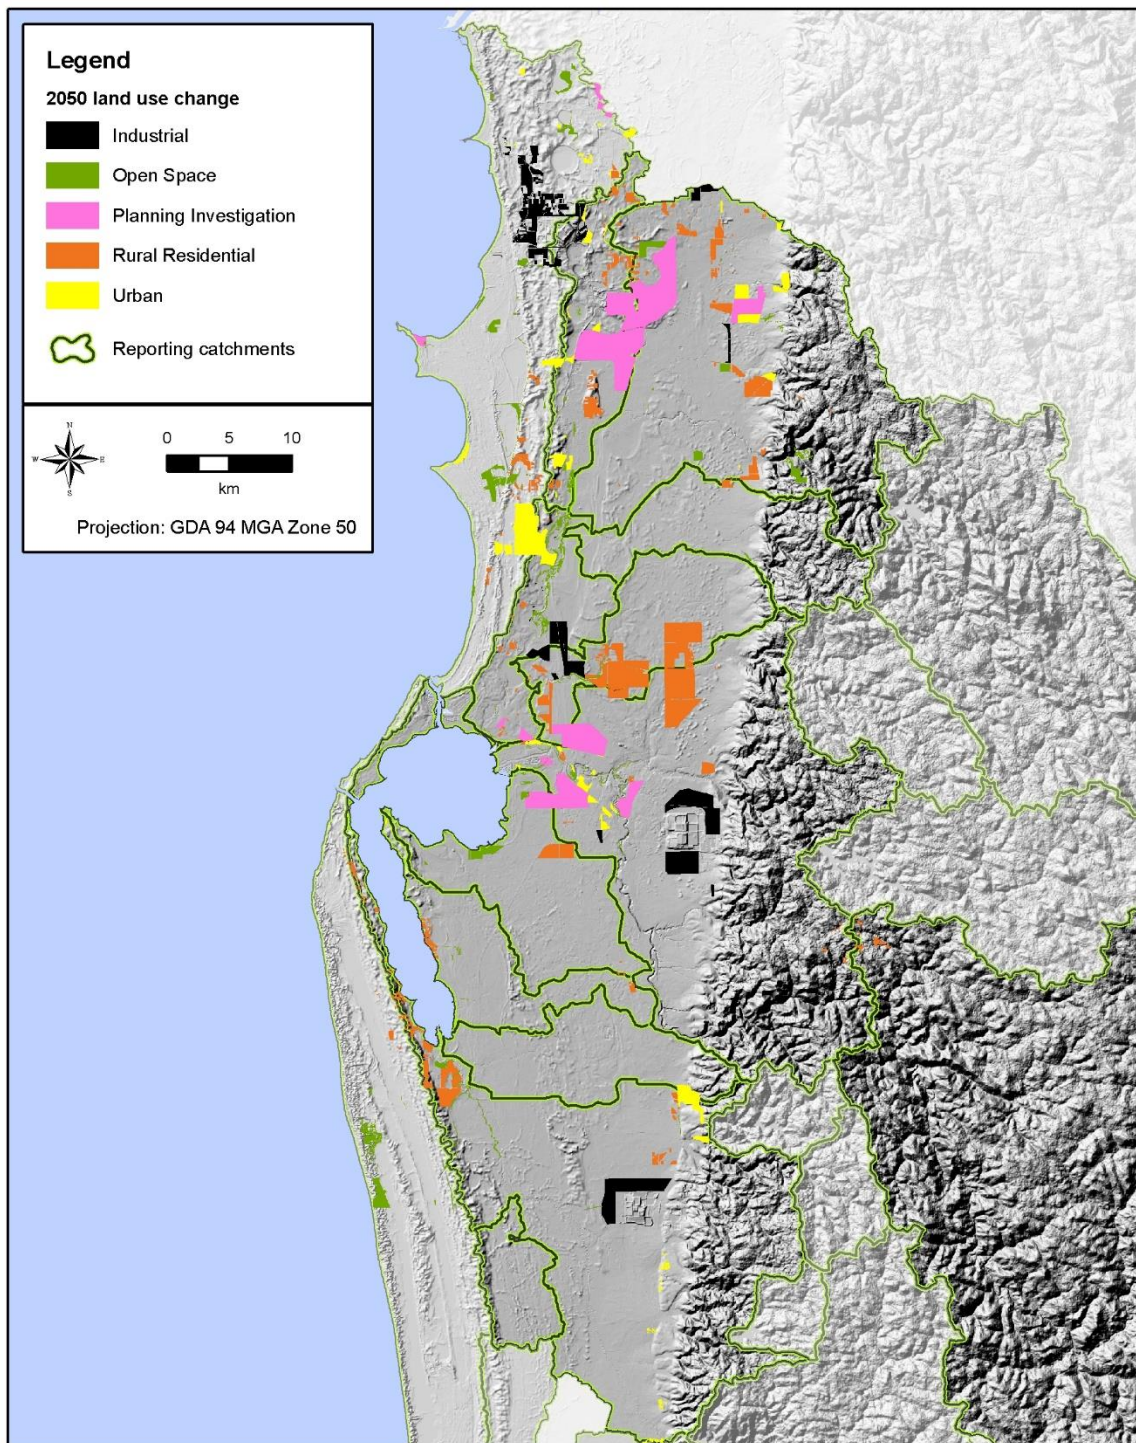 Legend
2050 land use change
Industrial
Open Space
Planning Investigation
Rural Residential
Urban
Reporting catchments
N
W E
S
0 5 10
km
Projection: GDA 94 MGA Zone 50